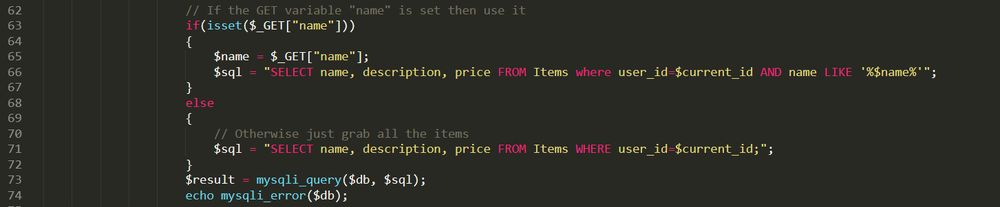 62 // If the GET variable "name" is set then use it
63 if(isset($_GET["name"]))
64 {
65 $name = $_GET["name"];
66 $sql = "SELECT name, description, price FROM Items where user_id=$current_id AND name LIKE '%$name%'";
67 }
68 else
69 {
70 // Otherwise just grab all the items
71 $sql = "SELECT name, description, price FROM Items WHERE user_id=$current_id;";
72 }
73 $result = mysqli_query($db, $sql);
74 echo mysqli_error($db);